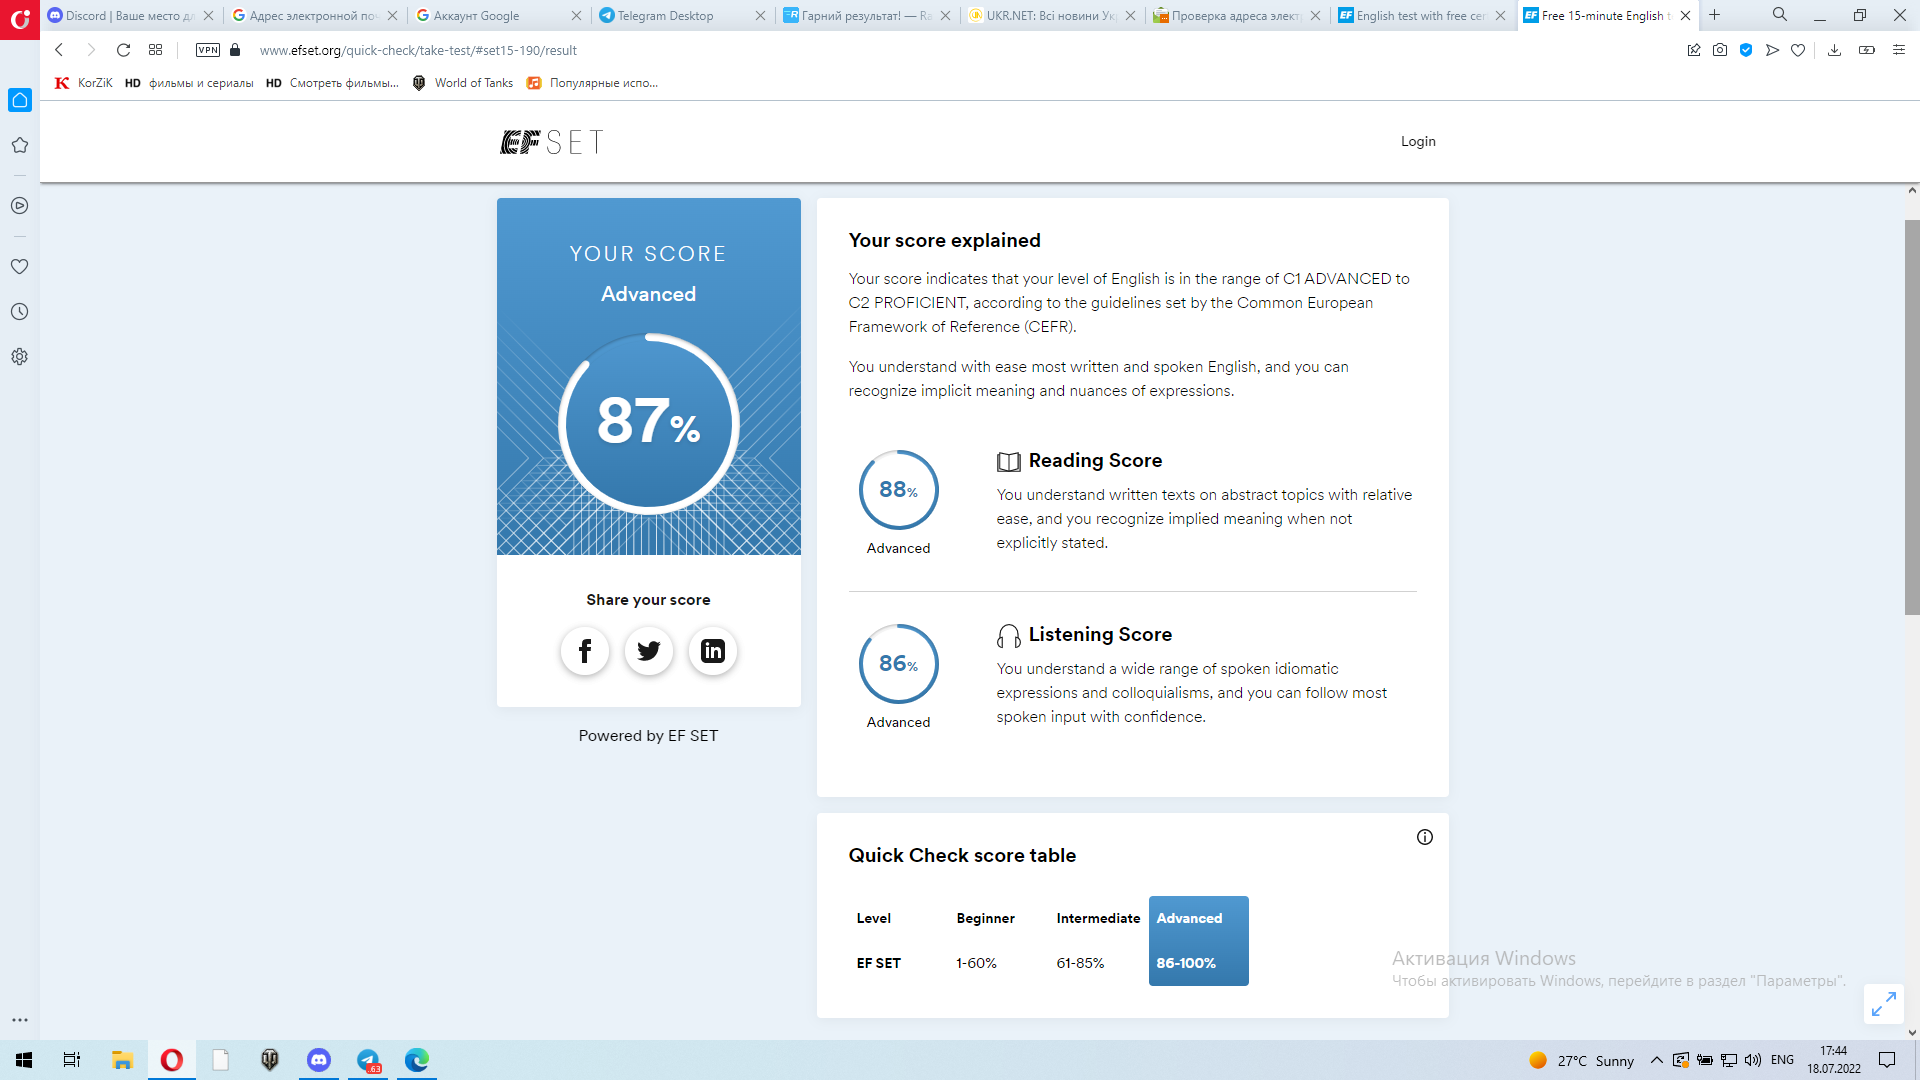 Discord | Ваше место дл
Адрес электронной поч
Аккаунт Google
Telegram Desktop
Гарний результат! — Ra
UKR.NET: Всі новини Укр
Проверка адреса элект
English test with free cer
Free 15-minute English t
VPN
www.efset.org/quick-check/take-test/#set15-190/result
KorZiK
HD фильмы и сериалы
HD Смотреть фильмы...
World of Tanks
Популярные испо...
EF SET
Login
YOUR SCORE
Advanced
87%
Share your score
Powered by EF SET
Your score explained
Your score indicates that your level of English is in the range of C1 ADVANCED to
C2 PROFICIENT, according to the guidelines set by the Common European
Framework of Reference (CEFR).
You understand with ease most written and spoken English, and you can
recognize implicit meaning and nuances of expressions.
88%
Advanced
Reading Score
You understand written texts on abstract topics with relative
ease, and you recognize implied meaning when not
explicitly stated.
86%
Advanced
Listening Score
You understand a wide range of spoken idiomatic
expressions and colloquialisms, and you can follow most
spoken input with confidence.
Quick Check score table
Level Beginner Intermediate Advanced
EF SET 1-60% 61-85% 86-100%
Активация Windows
Чтобы активировать Windows, перейдите в раздел "Параметры".
63
27°C Sunny
ENG
17:44
18.07.2022